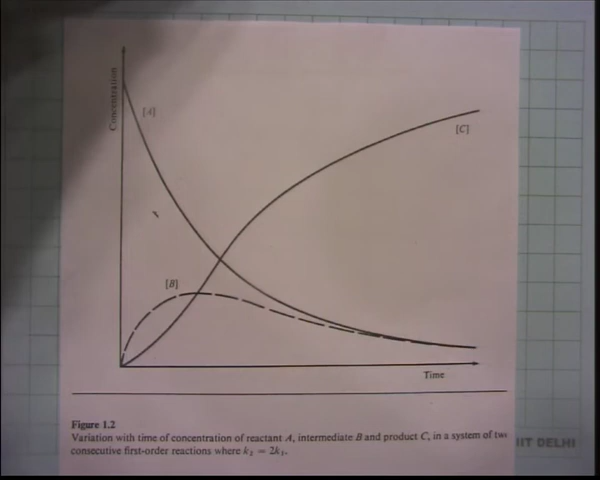 Concentration
[A]
[C]
[B]
Time
Figure 1.2
Variation with time of concentration of reactant A, intermediate B and product C, in a system of two
consecutive first-order reactions where k₂ = 2k₁.
IIT DELHI